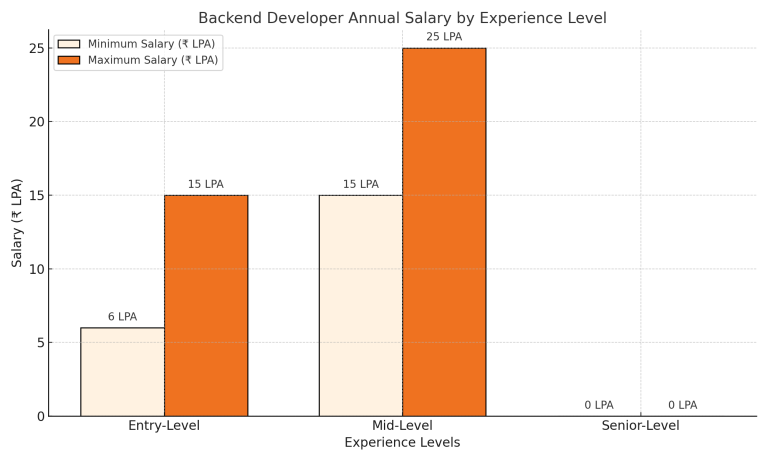 Backend Developer Annual Salary by Experience Level
Minimum Salary (₹ LPA)
Maximum Salary (₹ LPA)
Salary (₹ LPA)
25
20
15
10
5
0
6 LPA
15 LPA
15 LPA
25 LPA
0 LPA
0 LPA
Entry-Level
Mid-Level
Senior-Level
Experience Levels